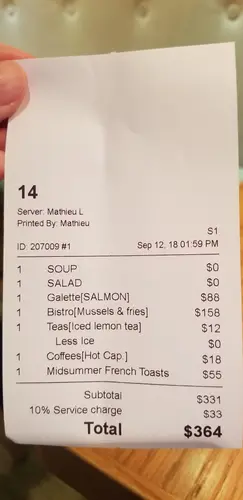 14
Server: Mathieu L
Printed By: Mathieu
S1
ID: 207009 #1 Sep 12, 18 01:59 PM
1 SOUP $0
1 SALAD $0
1 Galette[SALMON] $88
1 Bistro[Mussels & fries] $158
1 Teas[Iced lemon tea] $12
Less Ice $0
1 Coffees[Hot Cap.] $18
1 Midsummer French Toasts $55
Subtotal $331
10% Service charge $33
Total $364